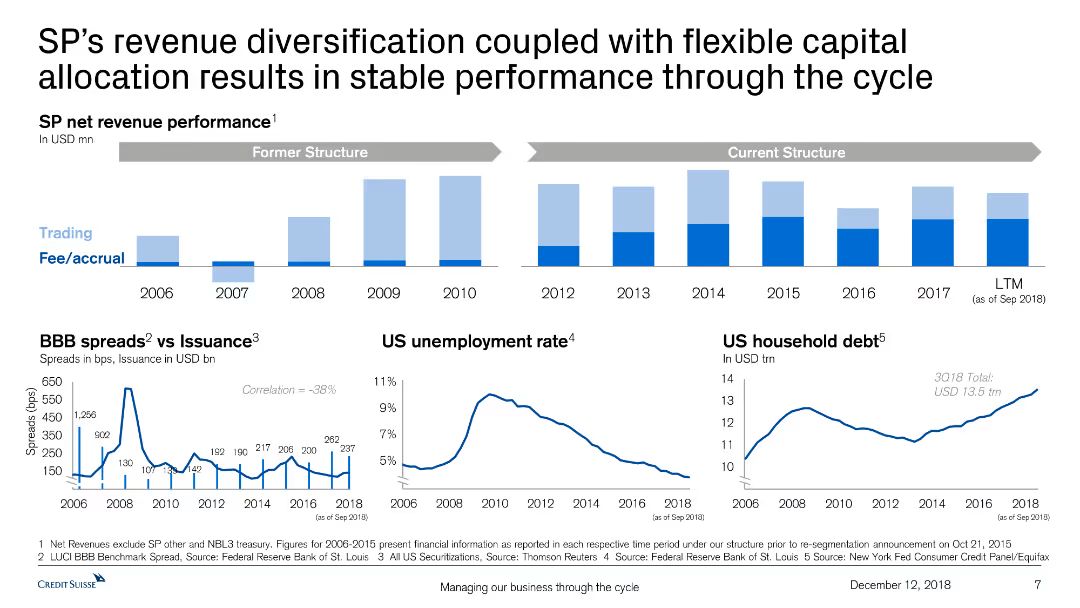 SP's revenue diversification coupled with flexible capital
allocation results in stable performance through the cycle
SP net revenue performance1
In USD mn
Former Structure
Current Structure
Trading
Fee/accrual
2006 2007 2008 2009 2010 2012 2013 2014 2015 2016 2017 LTM
(as of Sep 2018)
BBB spreads2 vs Issuance3
Spreads in bps, Issuance in USD bn
Spreads (bps)
650
550
450
350
250
150
Correlation = -38%
1,256
902
130
107
139
142
192
190
217
206
200
262
237
2006 2008 2010 2012 2014 2016 2018
(as of Sep 2018)
US unemployment rate4
11%
9%
7%
5%
2006 2008 2010 2012 2014 2016 2018
(as of Sep 2018)
US household debt5
In USD trn
14
13
12
11
10
3Q18 Total:
USD 13.5 trn
2006 2008 2010 2012 2014 2016 2018
(as of Sep 2018)
1 Net Revenues exclude SP other and NBL3 treasury. Figures for 2006-2015 present financial information as reported in each respective time period under our structure prior to re-segmentation announcement on Oct 21, 2015
2 LUCI BBB Benchmark Spread, Source: Federal Reserve Bank of St. Louis 3 All US Securitizations, Source: Thomson Reuters 4 Source: Federal Reserve Bank of St. Louis 5 Source: New York Fed Consumer Credit Panel/Equifax
CREDIT SUISSE
Managing our business through the cycle
December 12, 2018
7